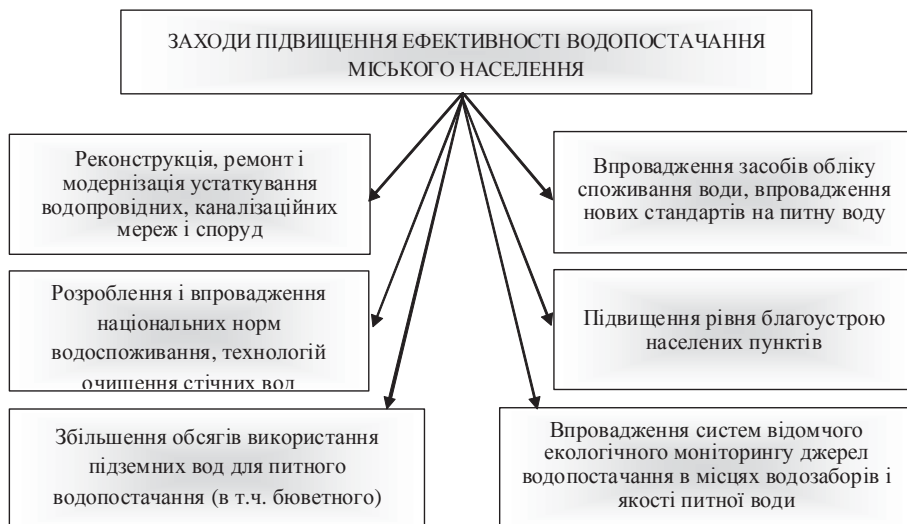 ЗАХОДИ ПІДВИЩЕННЯ ЕФЕКТИВНОСТІ ВОДОПОСТАЧАННЯ
МІСЬКОГО НАСЕЛЕННЯ
Реконструкція, ремонт і
модернізація устаткування
водопровідних, каналізаційних
мереж і споруд
Впровадження засобів обліку
споживання води, впровадження
нових стандартів на питну воду
Розроблення і впровадження
національних норм
водоспоживання, технологій
очищення стічних вод
Підвищення рівня благоустрою
населених пунктів
Збільшення обсягів використання
підземних вод для питного
водопостачання (в т.ч. бюветного)
Впровадження систем відомчого
екологічного моніторингу джерел
водопостачання в місцях водозаборів і
якості питної води